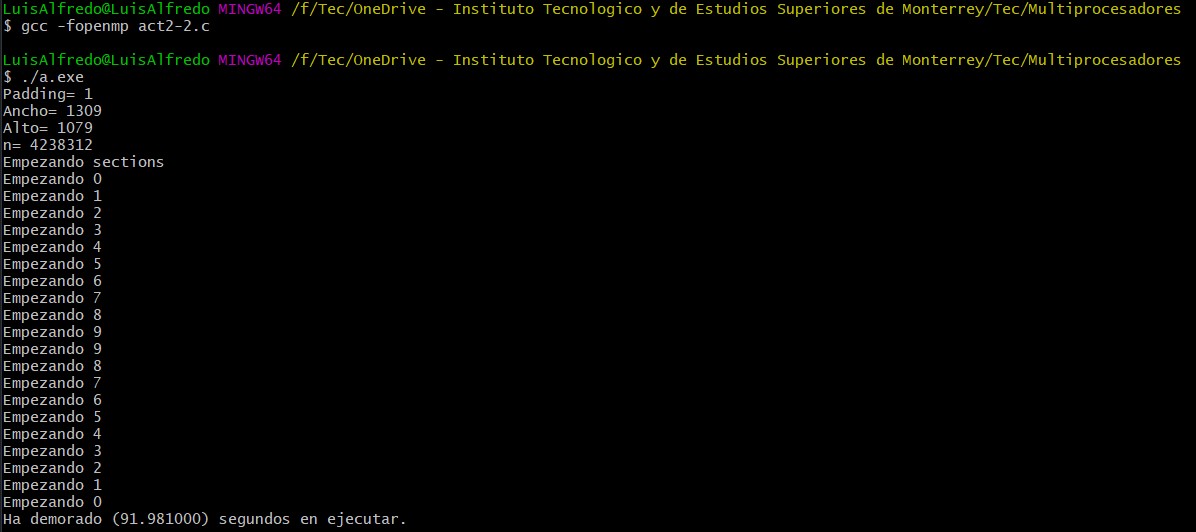 LuisAlfredo@LuisAlfredo MINGW64 /f/Tec/OneDrive - Instituto Tecnologico y de Estudios Superiores de Monterrey/Tec/Multiprocesadores
$ gcc -fopenmp act2-2.c
LuisAlfredo@LuisAlfredo MINGW64 /f/Tec/OneDrive - Instituto Tecnologico y de Estudios Superiores de Monterrey/Tec/Multiprocesadores
$ ./a.exe
Padding= 1
Ancho= 1309
Alto= 1079
n= 4238312
Empezando sections
Empezando 0
Empezando 1
Empezando 2
Empezando 3
Empezando 4
Empezando 5
Empezando 6
Empezando 7
Empezando 8
Empezando 9
Empezando 9
Empezando 8
Empezando 7
Empezando 6
Empezando 5
Empezando 4
Empezando 3
Empezando 2
Empezando 1
Empezando 0
Ha demorado (91.981000) segundos en ejecutar.